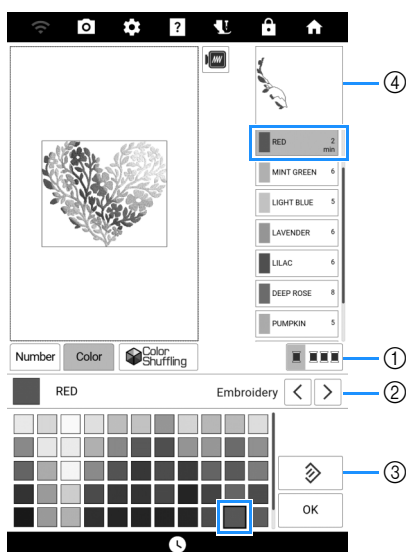 ?
④
RED 2 min
MINT GREEN 6
LIGHT BLUE 5
LAVENDER 6
LILAC 6
DEEP ROSE 8
PUMPKIN 5
Number Color Color Shuffling
①
RED Embroidery < >
②
③
OK